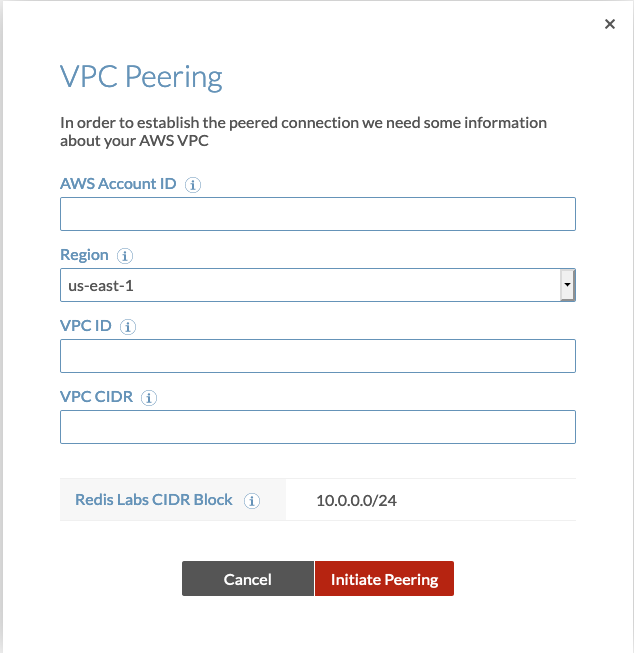 VPC Peering
In order to establish the peered connection we need some information
about your AWS VPC
AWS Account ID
Region
us-east-1
VPC ID
VPC CIDR
Redis Labs CIDR Block 10.0.0.0/24
Cancel Initiate Peering